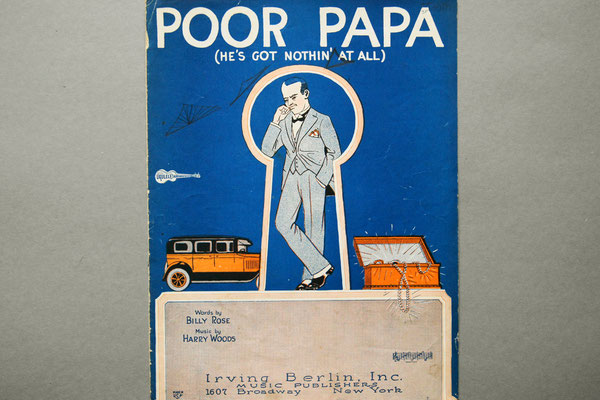 POOR PAPA
(HE'S GOT NOTHIN' AT ALL)
UKULELE
Words by
BILLY ROSE
Music by
HARRY WOODS
Irving Berlin, Inc.
MUSIC PUBLISHERS
1607 Broadway New York